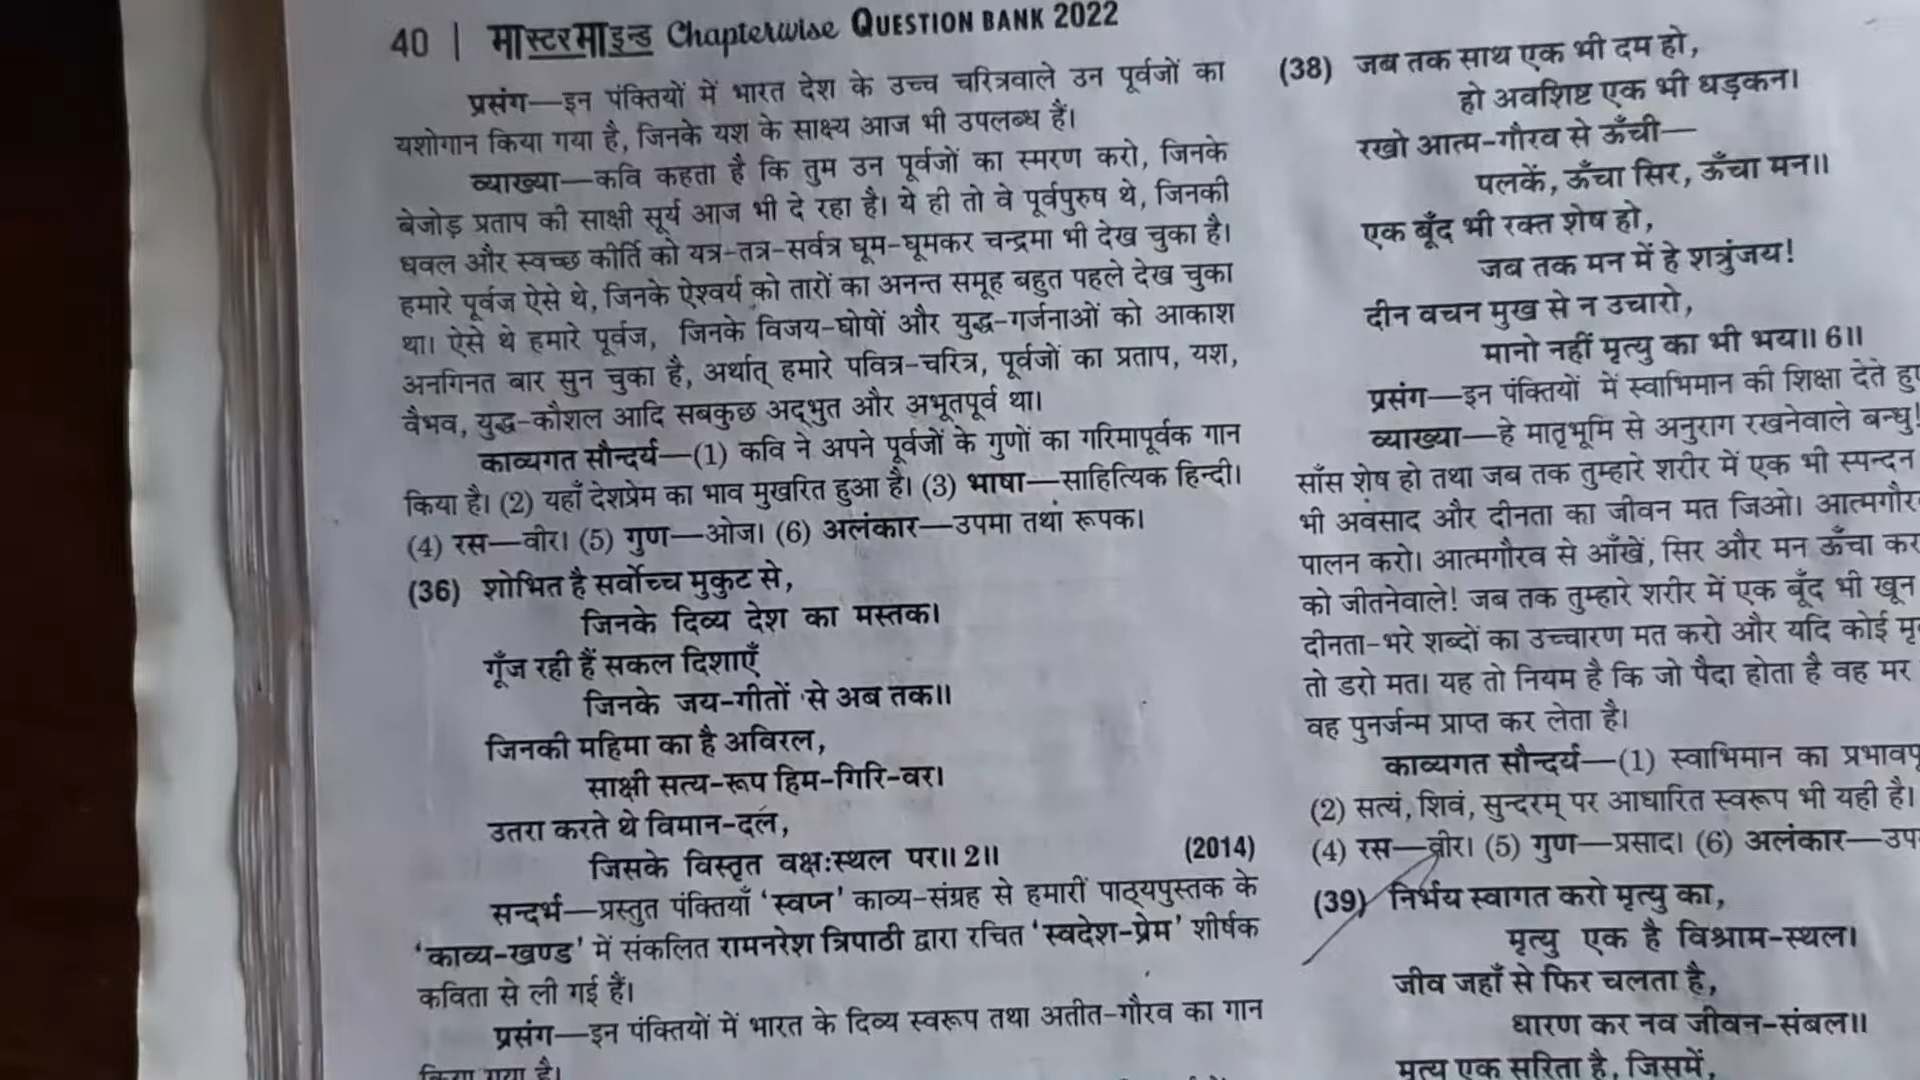 40 | मास्टरमाइन्ड Chapterwise QUESTION BANK 2022
प्रसंग—इन पंक्तियों में भारत देश के उच्च चरित्रवाले उन पूर्वजों का
यशोगान किया गया है, जिनके यश के साक्ष्य आज भी उपलब्ध हैं।
व्याख्या—कवि कहता है कि तुम उन पूर्वजों का स्मरण करो, जिनके
बेजोड़ प्रताप की साक्षी सूर्य आज भी दे रहा है। ये ही तो वे पूर्वपुरुष थे, जिनकी
धवल और स्वच्छ कीर्ति को यत्र-तत्र-सर्वत्र घूम-घूमकर चन्द्रमा भी देख चुका है।
हमारे पूर्वज ऐसे थे, जिनके ऐश्वर्य को तारों का अनन्त समूह बहुत पहले देख चुका
था। ऐसे थे हमारे पूर्वज, जिनके विजय-घोषों और युद्ध-गर्जनाओं को आकाश
अनगिनत बार सुन चुका है, अर्थात् हमारे पवित्र-चरित्र, पूर्वजों का प्रताप, यश,
वैभव, युद्ध-कौशल आदि सबकुछ अद्‌भुत और अभूतपूर्व था।
काव्यगत सौन्दर्य—(1) कवि ने अपने पूर्वजों के गुणों का गरिमापूर्वक गान
किया है। (2) यहाँ देशप्रेम का भाव मुखरित हुआ है। (3) भाषा—साहित्यिक हिन्दी।
(4) रस—वीर। (5) गुण—ओज। (6) अलंकार—उपमा तथा रूपक।
(36) शोभित है सर्वोच्च मुकुट से,
जिनके दिव्य देश का मस्तक।
गूँज रही हैं सकल दिशाएँ
जिनके जय-गीतों से अब तक॥
जिनकी महिमा का है अविरल,
साक्षी सत्य-रूप हिम-गिरि-वर।
उतरा करते थे विमान-दल,
जिसके विस्तृत वक्षःस्थल पर॥ 2॥ (2014)
सन्दर्भ—प्रस्तुत पंक्तियाँ ‘स्वप्न’ काव्य-संग्रह से हमारी पाठ्यपुस्तक के
‘काव्य-खण्ड’ में संकलित रामनरेश त्रिपाठी द्वारा रचित ‘स्वदेश-प्रेम’ शीर्षक
कविता से ली गई हैं।
प्रसंग—इन पंक्तियों में भारत के दिव्य स्वरूप तथा अतीत-गौरव का गान
किया गया है।
(38) जब तक साथ एक भी दम हो,
हो अवशिष्ट एक भी धड़कन।
रखो आत्म-गौरव से ऊँची—
पलकें, ऊँचा सिर, ऊँचा मन॥
एक बूँद भी रक्त शेष हो,
जब तक मन में हे शत्रुंजय!
दीन वचन मुख से न उचारो,
मानो नहीं मृत्यु का भी भय॥ 6॥
प्रसंग—इन पंक्तियों में स्वाभिमान की शिक्षा देते
व्याख्या—हे मातृभूमि से अनुराग रखनेवाले बन्धु!
साँस शेष हो तथा जब तक तुम्हारे शरीर में एक भी स्पन्दन
भी अवसाद और दीनता का जीवन मत जिओ।
पालन करो। आत्मगौरव से आँखें, सिर और मन ऊँचा
को जीतनेवाले! जब तक तुम्हारे शरीर में एक बूँद भी खून
दीनता-भरे शब्दों का उच्चारण मत करो और यदि कोई
तो डरो मत। यह तो नियम है कि जो पैदा होता है वह मर
वह पुनर्जन्म प्राप्त कर लेता है।
काव्यगत सौन्दर्य—(1) स्वाभिमान का
(2) सत्यं, शिवं, सुन्दरम् पर आधारित स्वरूप भी यही है।
(4) रस—वीर। (5) गुण—प्रसाद। (6) अलंकार—
(39) निर्भय स्वागत करो मृत्यु का,
मृत्यु एक है विश्राम-स्थल।
जीव जहाँ से फिर चलता है,
धारण कर नव जीवन-संबल॥
मृत्यु एक सरिता है, जिसमें,